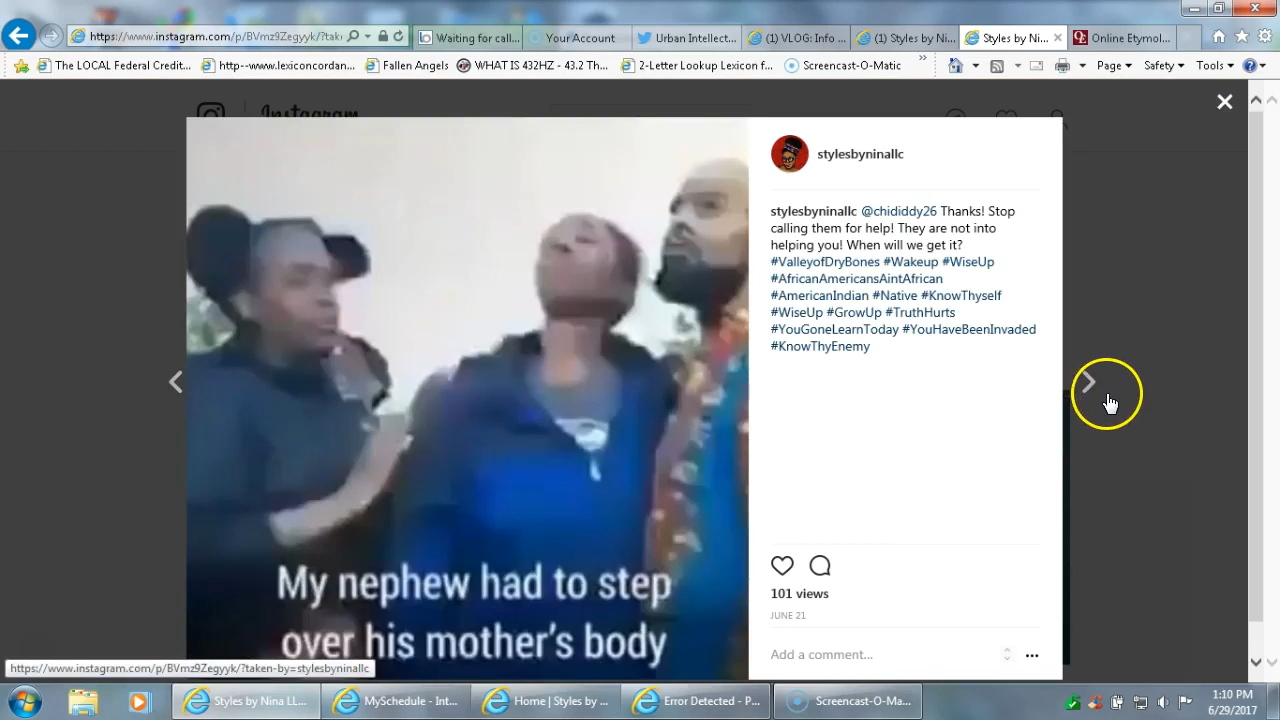 https://www.instagram.com/p/BVmz9Zegyyk/?take
Waiting for call...
Your Account
Urban Intellect...
(1) VLOG: Info ...
(1) Styles by Ni...
Styles by Ni...
Online Etymol...
The LOCAL Federal Credit...
http--www.lexiconcordan...
Fallen Angels
WHAT IS 432HZ - 43.2 Th...
2-Letter Lookup Lexicon f...
Screencast-O-Matic
Page
Safety
Tools
Instagram
stylesbyninallc
stylesbyninallc @chididdy26 Thanks! Stop
calling them for help! They are not into
helping you! When will we get it?
#ValleyofDryBones #Wakeup #WiseUp
#AfricanAmericansAintAfrican
#AmericanIndian #Native #KnowThyself
#WiseUp #GrowUp #TruthHurts
#YouGoneLearnToday #YouHaveBeenInvaded
#KnowThyEnemy
My nephew had to step
over his mother's body
101 views
JUNE 21
Add a comment...
https://www.instagram.com/p/BVmz9Zegyyk/?taken-by=stylesbyninallc
Styles by Nina LL...
MySchedule - Int...
Home | Styles by ...
Error Detected - P...
Screencast-O-Ma...
1:10 PM
6/29/2017